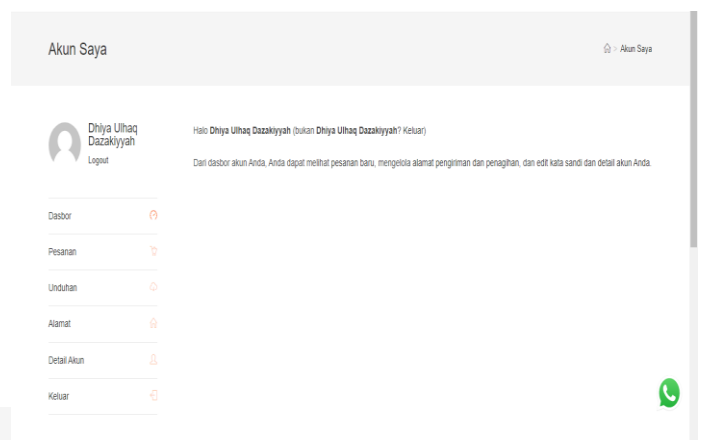 Akun Saya
> Akun Saya
Dhiya Ulhaq
Dazakiyyah
Logout
Halo Dhiya Ulhaq Dazakiyyah (bukan Dhiya Ulhaq Dazakiyyah? Keluar)
Dari dasbor akun Anda, Anda dapat melihat pesanan baru, mengelola alamat pengiriman dan penagihan, dan edit kata sandi dan detail akun Anda.
Dasbor
Pesanan
Unduhan
Alamat
Detail Akun
Keluar